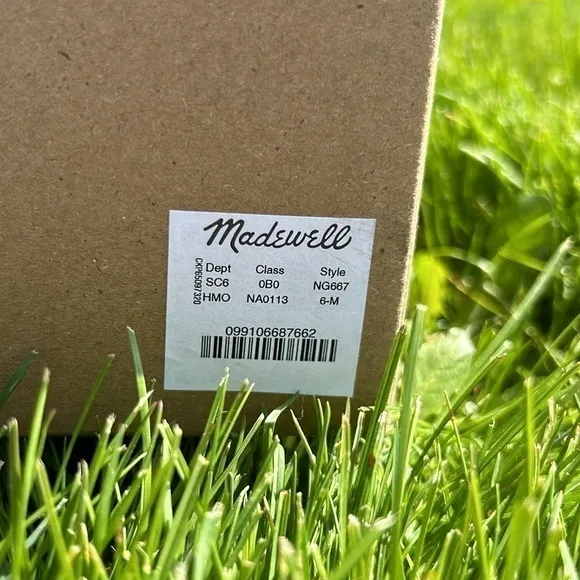 Madewell
Dept Class Style
SC6 0B0 NG667
HMO NA0113 6-M
099106687662